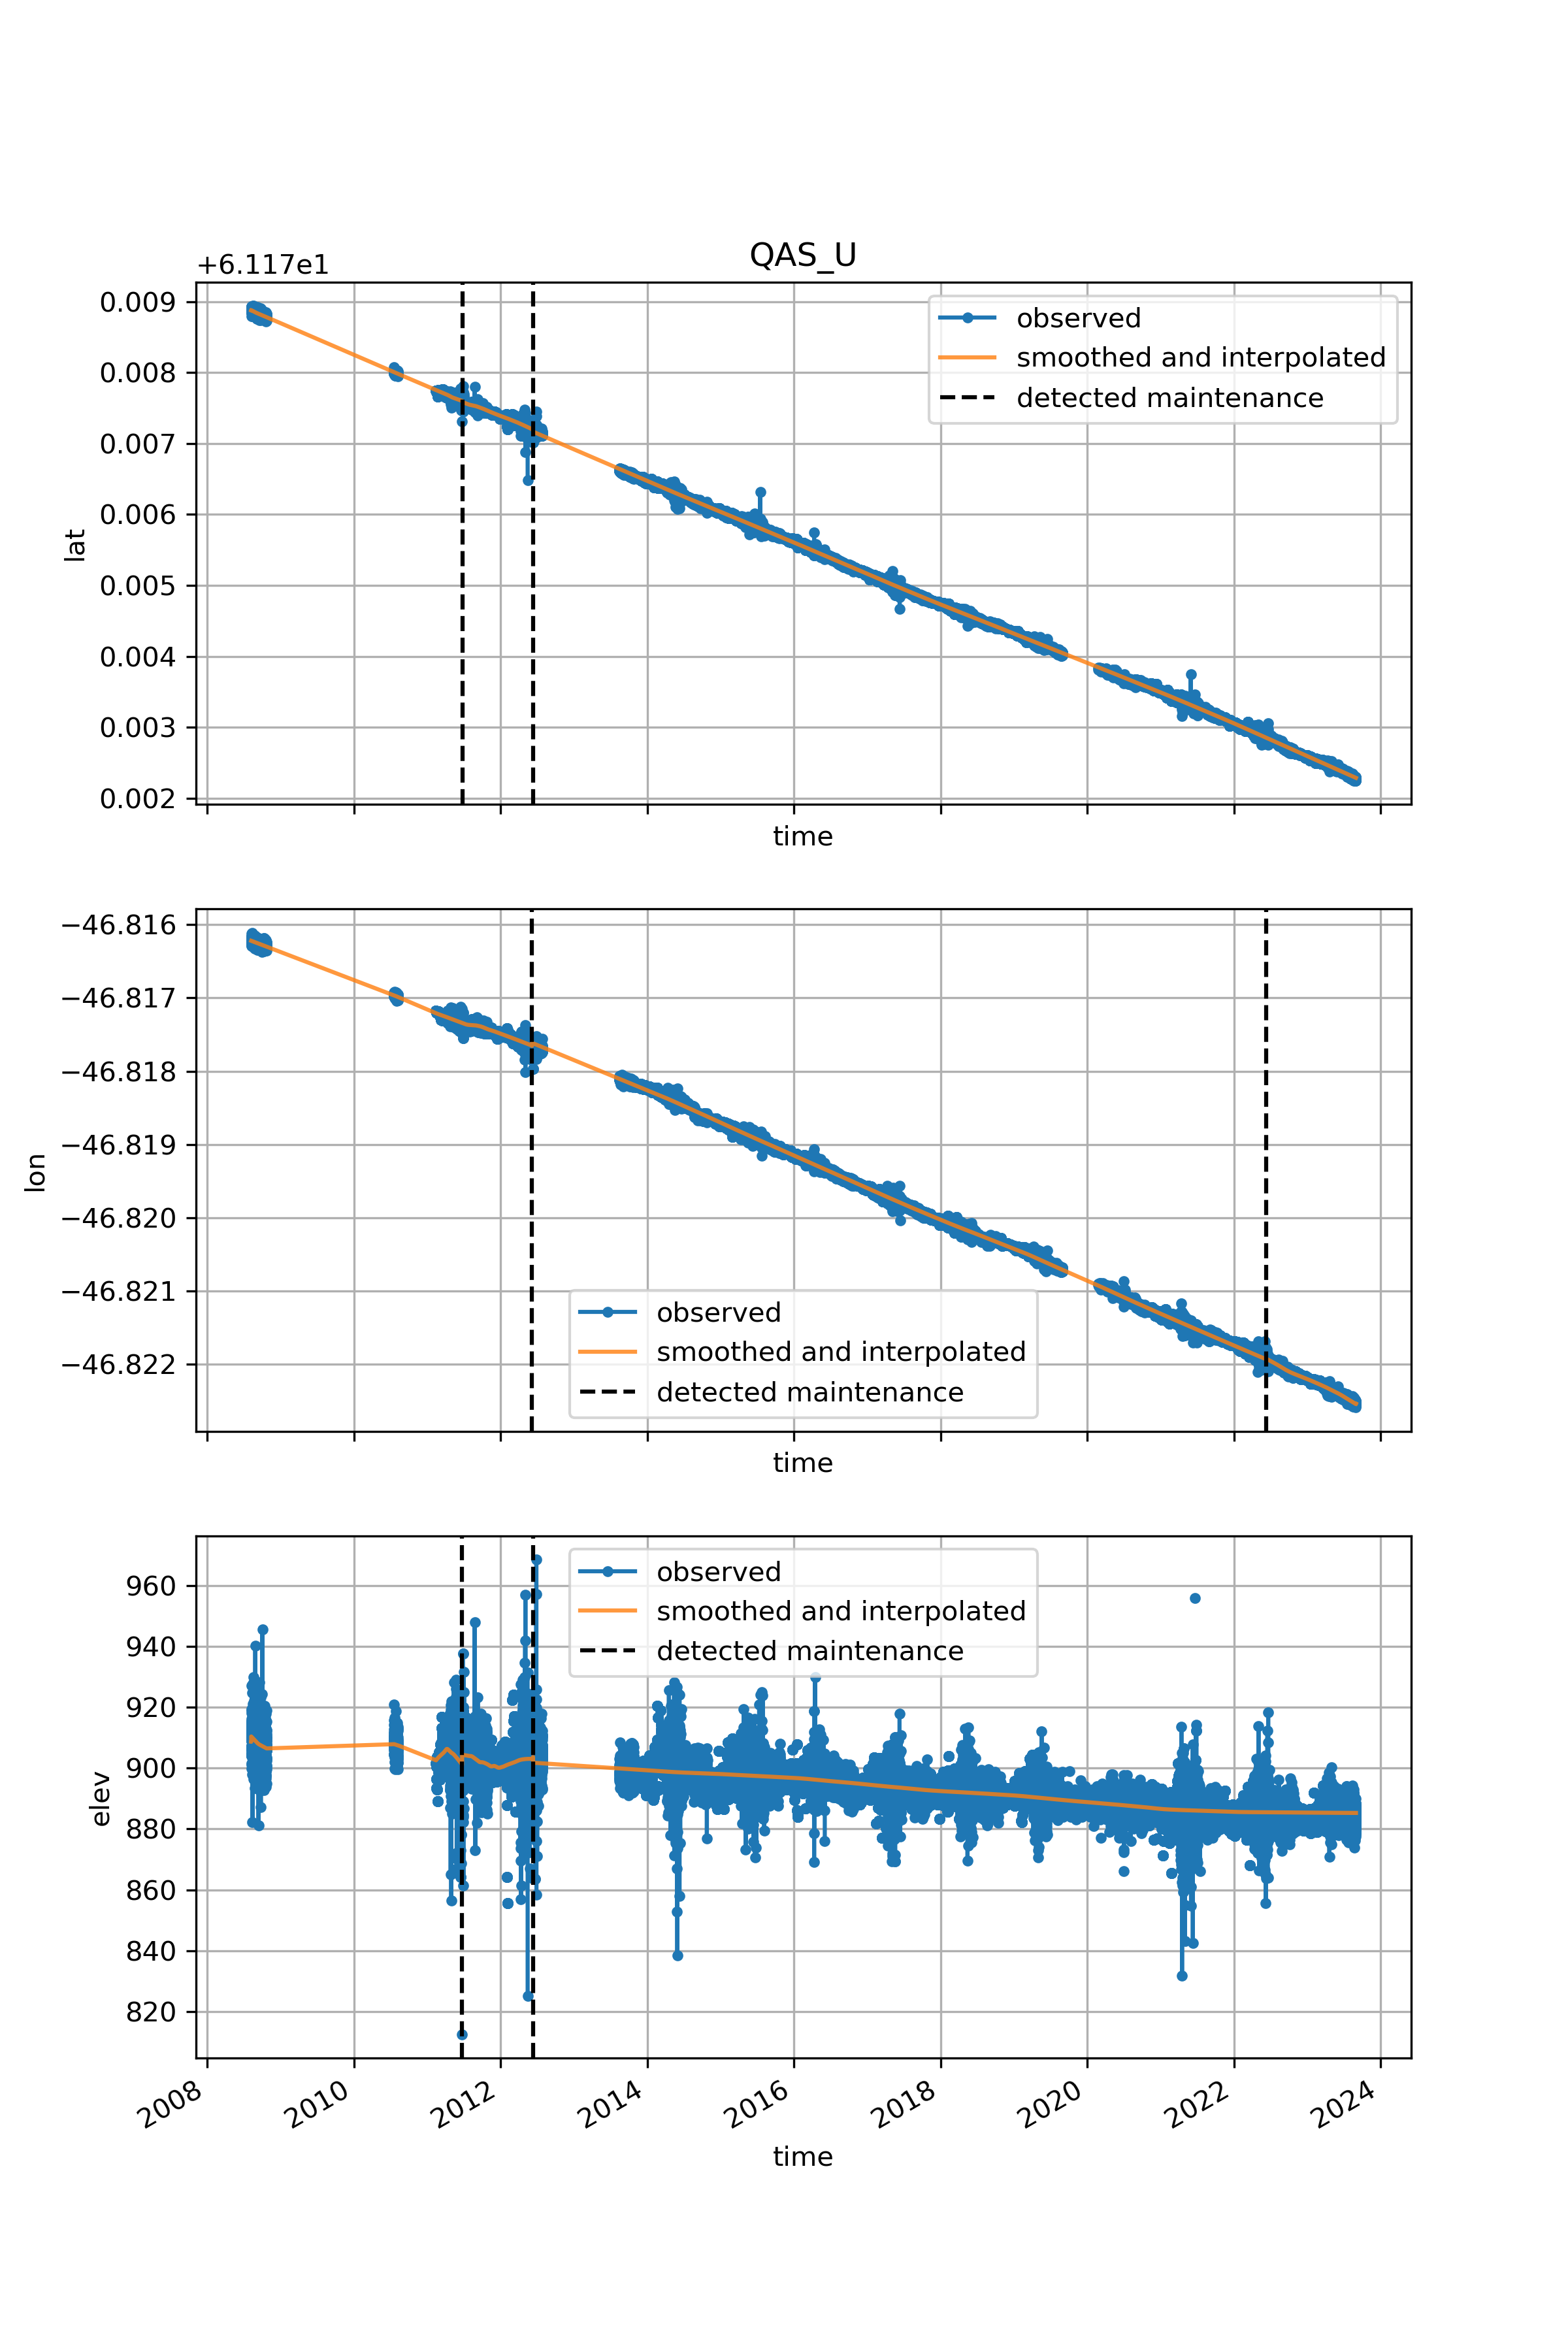 QAS_U
+6.117e1
0.009
0.008
0.007
0.006
0.005
0.004
0.003
0.002
lat
observed
smoothed and interpolated
detected maintenance
time
−46.816
−46.817
−46.818
−46.819
−46.820
−46.821
−46.822
lon
observed
smoothed and interpolated
detected maintenance
time
960
940
920
900
880
860
840
820
elev
observed
smoothed and interpolated
detected maintenance
2008 2010 2012 2014 2016 2018 2020 2022 2024
time